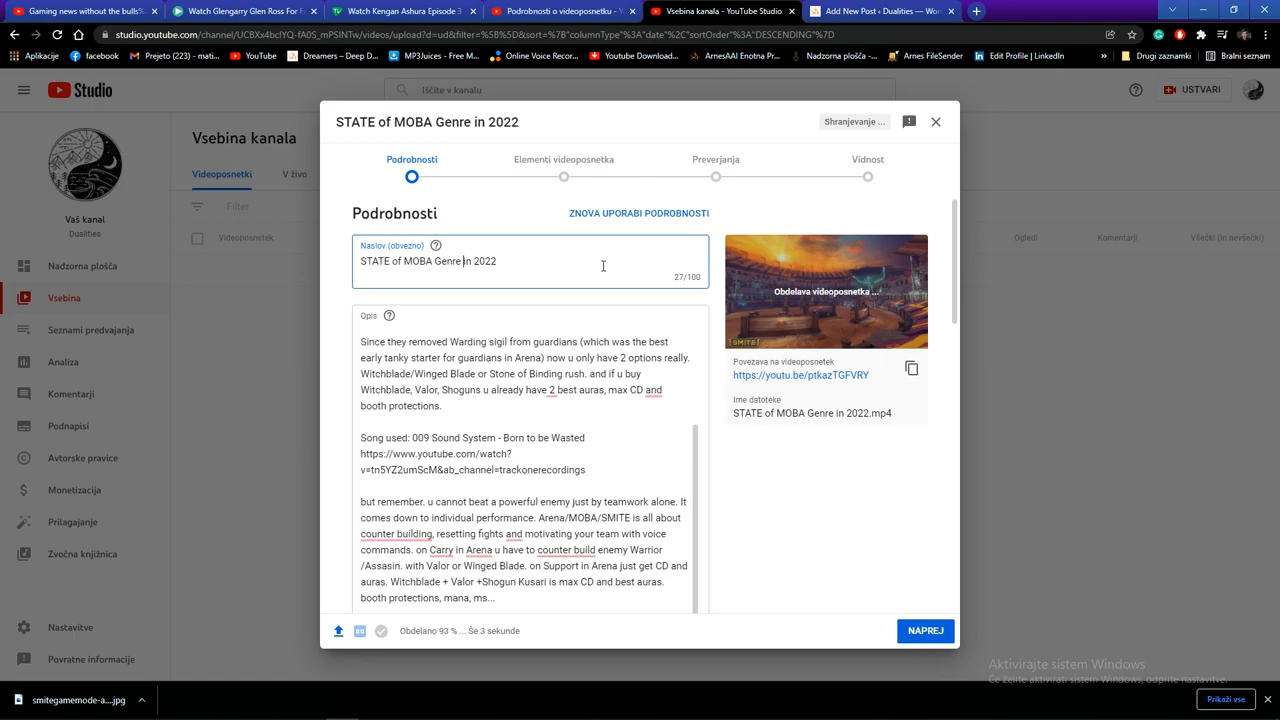 Gaming news without the bulls"
Watch Glengarry Glen Ross For F
Watch Kengan Ashura Episode 3
Podrobnosti o videoposnetku - Y
Vsebina kanala - YouTube Studio
Add New Post ‹ Dualities — Wo
studio.youtube.com/channel/UCBXx4bcIYQ-fA0S_mPSINTw/videos/upload?d=ud&filter=%5B%5D&sort=%7B"columnType"%3A"date"%2C"sortOrder"%3A"DESCENDING"%7D
Aplikacije
facebook
Prejeto (223) - mati...
YouTube
Dreamers – Deep D...
MP3Juices - Free M...
Online Voice Recor...
Youtube Download...
ArnesAAI Enotna Pr...
Nadzorna plošča -...
Arnes FileSender
Edit Profile | LinkedIn
»
Drugi zaznamki
Bralni seznam
Studio
Iščite v kanalu
USTVARI
Vaš kanal
Dualities
Nadzorna plošča
Vsebina
Seznami predvajanja
Analiza
Komentarji
Podnapisi
Avtorske pravice
Monetizacija
Prilagajanje
Zvočna knjižnica
Nastavitve
Povratne informacije
Vsebina kanala
Videoposnetki
V živo
Filter
Videoposnetek
Ogledi
Komentarji
Všečki (in nevšečki)
STATE of MOBA Genre in 2022
Shranjevanje ...
Podrobnosti
Elementi videoposnetka
Preverjanja
Vidnost
Podrobnosti
ZNOVA UPORABI PODROBNOSTI
Naslov (obvezno)
STATE of MOBA Genre in 2022
27/100
Opis
Since they removed Warding sigil from guardians (which was the best
early tanky starter for guardians in Arena) now u only have 2 options really.
Witchblade/Winged Blade or Stone of Binding rush. and if u buy
Witchblade, Valor, Shoguns u already have 2 best auras, max CD and
booth protections.
Song used: 009 Sound System - Born to be Wasted
https://www.youtube.com/watch?
v=tn5YZ2umScM&ab_channel=trackonerecordings
but remember. u cannot beat a powerful enemy just by teamwork alone. It
comes down to individual performance. Arena/MOBA/SMITE is all about
counter building, resetting fights and motivating your team with voice
commands. on Carry in Arena u have to counter build enemy Warrior
/Assasin. with Valor or Winged Blade. on Support in Arena just get CD and
auras. Witchblade + Valor +Shogun Kusari is max CD and best auras.
booth protections, mana, ms...
Obdelava videoposnetka ...
SMITE
Povezava na videoposnetek
https://youtu.be/ptkazTGFVRY
Ime datoteke
STATE of MOBA Genre in 2022.mp4
Obdelano 93 % ... Še 3 sekunde
NAPREJ
Aktivirajte sistem Windows
Če želite aktivirati sistem Windows, odprite nastavitve.
smitegamemode-a....jpg
Prikaži vse